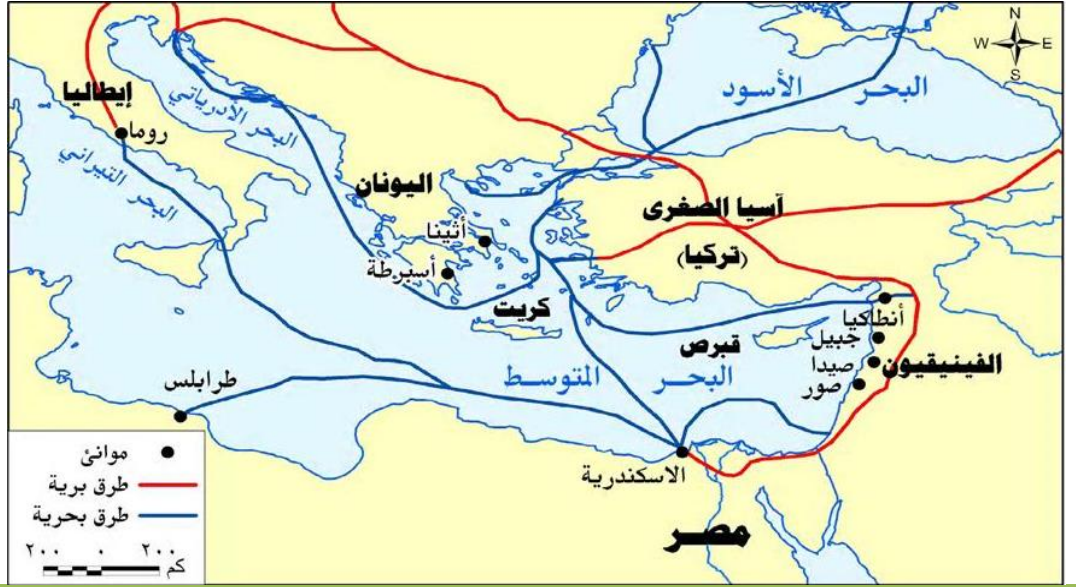 N
W E
S
البحر الأسود
إيطاليا
روما
البحر الأدرياتي
البحر التيراني
اليونان
أثينا
أسبرطة
آسيا الصغرى
(تركيا)
كريت
قبرص
أنطاكيا
جبيل
صيدا
صور
الفينيقيون
البحر المتوسط
طرابلس
الاسكندرية
مصر
موانئ
طرق برية
طرق بحرية
٢٠٠ ٠ ٢٠٠
كم